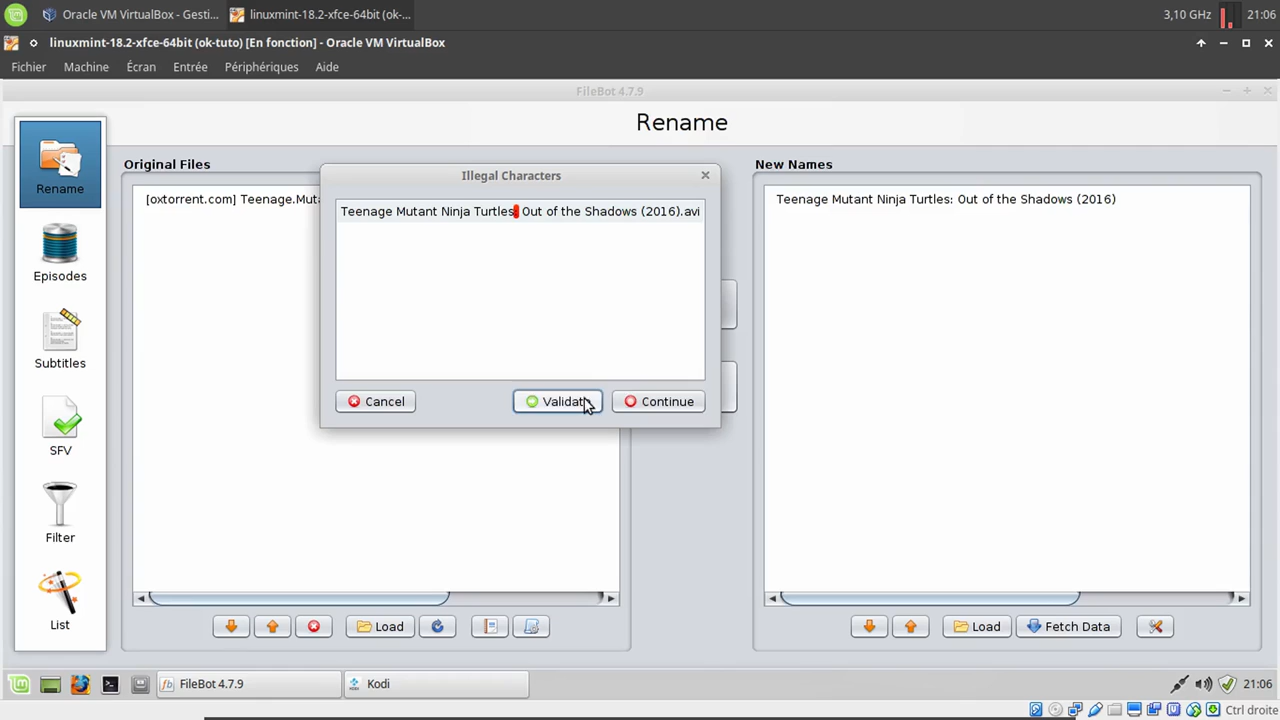 Oracle VM VirtualBox - Gesti...
linuxmint-18.2-xfce-64bit (ok-...
3,10 GHz
21:06
linuxmint-18.2-xfce-64bit (ok-tuto) [En fonction] - Oracle VM VirtualBox
Fichier Machine Écran Entrée Périphériques Aide
FileBot 4.7.9
Rename
Rename
Episodes
Subtitles
SFV
Filter
List
Original Files
[oxtorrent.com] Teenage.Muta
Illegal Characters
Teenage Mutant Ninja Turtles: Out of the Shadows (2016).avi
Cancel
Validate
Continue
New Names
Teenage Mutant Ninja Turtles: Out of the Shadows (2016)
Load
Load
Fetch Data
FileBot 4.7.9
Kodi
21:06
Ctrl droite